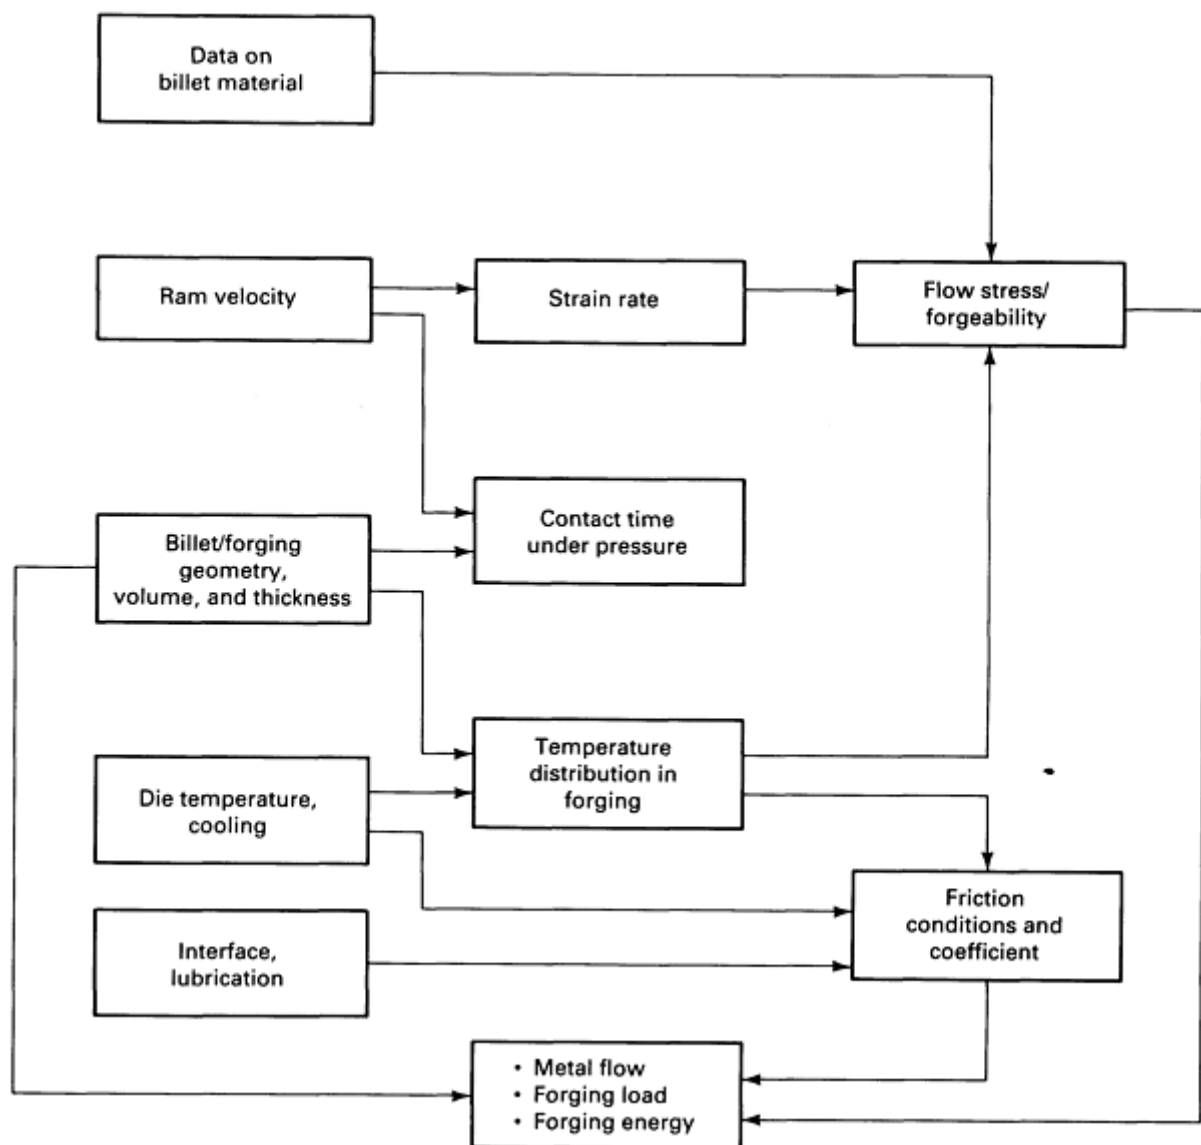 Data on
billet material
Ram velocity
Strain rate
Flow stress/
forgeability
Contact time
under pressure
Billet/forging
geometry,
volume, and thickness
Temperature
distribution in
forging
Die temperature,
cooling
Friction
conditions and
coefficient
Interface,
lubrication
• Metal flow
• Forging load
• Forging energy